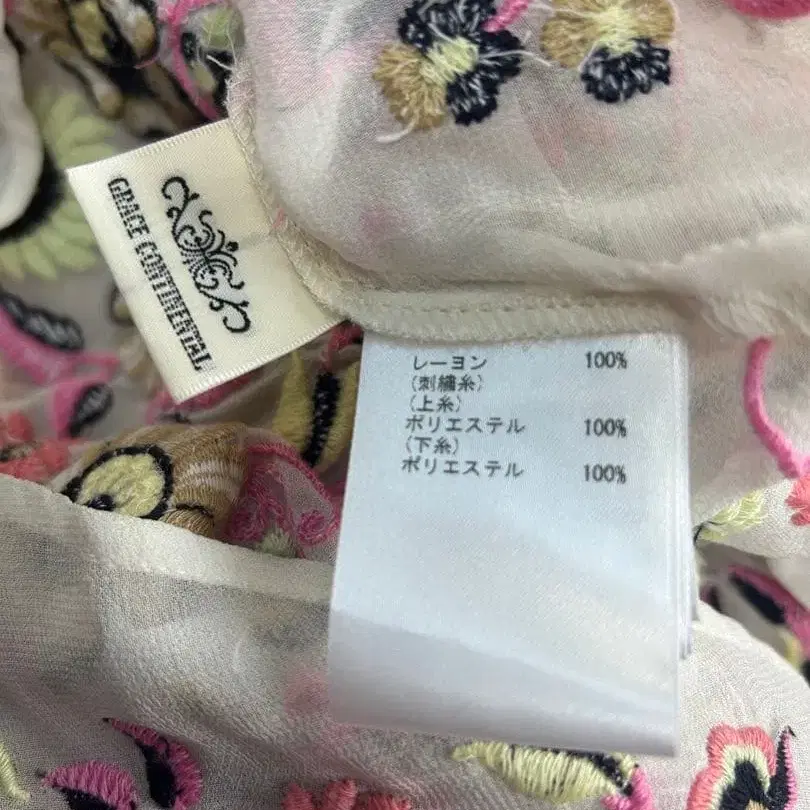 GRACE CONTINENTAL
レーヨン 100%
(刺繍糸)
(上糸)
ポリエステル 100%
(下糸)
ポリエステル 100%